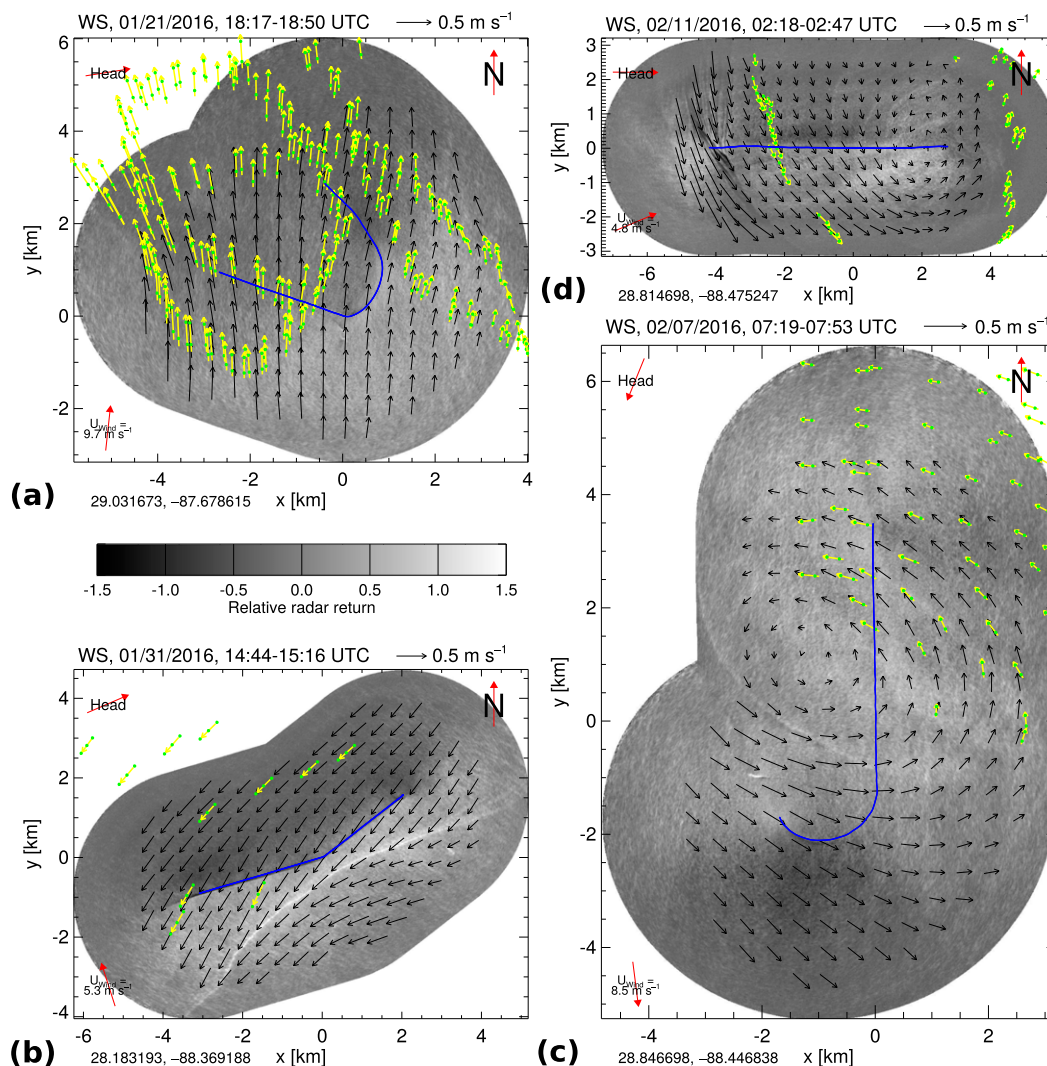 WS, 01/21/2016, 18:17-18:50 UTC
0.5 m s⁻¹
Head
N
U_Wind =
9.7 m s⁻¹
y [km]
6
4
2
0
-2
-4
-2
0
2
4
x [km]
29.031673, −87.678615
(a)
-1.5
-1.0
-0.5
0.0
0.5
1.0
1.5
Relative radar return
WS, 01/31/2016, 14:44-15:16 UTC
0.5 m s⁻¹
Head
N
U_Wind =
5.3 m s⁻¹
y [km]
4
2
0
-2
-4
-6
-4
-2
0
2
4
x [km]
28.183193, −88.369188
(b)
WS, 02/11/2016, 02:18-02:47 UTC
0.5 m s⁻¹
Head
N
U_Wind =
4.8 m s⁻¹
y [km]
3
2
1
0
-1
-2
-3
-6
-4
-2
0
2
4
x [km]
28.814698, −88.475247
(d)
WS, 02/07/2016, 07:19-07:53 UTC
0.5 m s⁻¹
Head
N
U_Wind =
8.5 m s⁻¹
y [km]
6
4
2
0
-2
-4
-4
-2
0
2
x [km]
28.846698, −88.446838
(c)